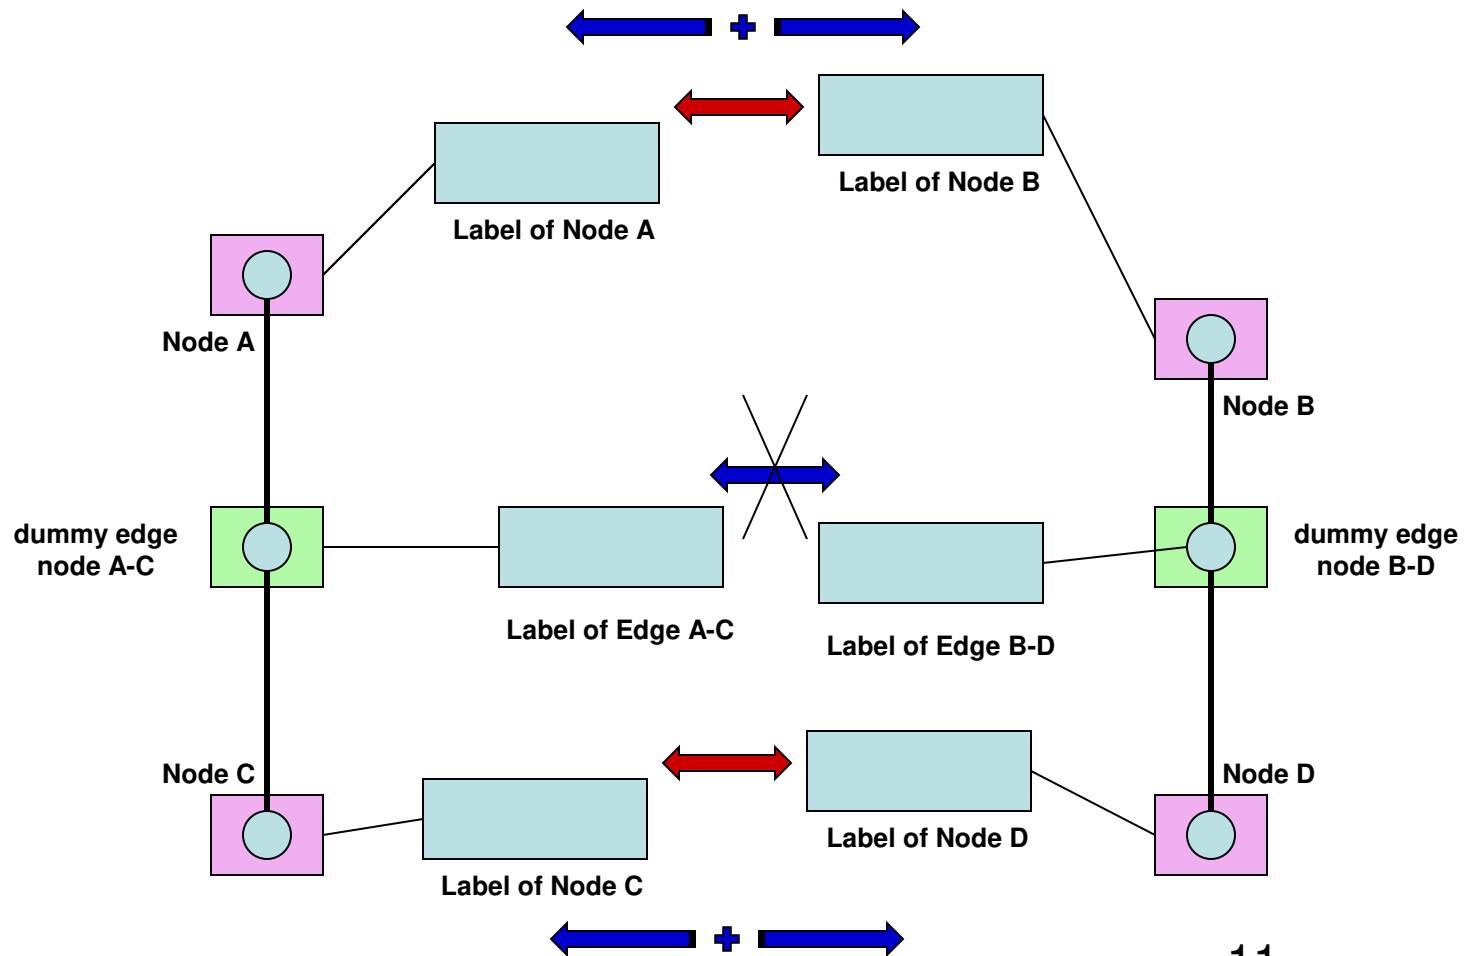 Label of Node B
Label of Node A
Node A
Node B
dummy edge
node A-C
dummy edge
node B-D
Label of Edge A-C
Label of Edge B-D
Node C
Node D
Label of Node D
Label of Node C